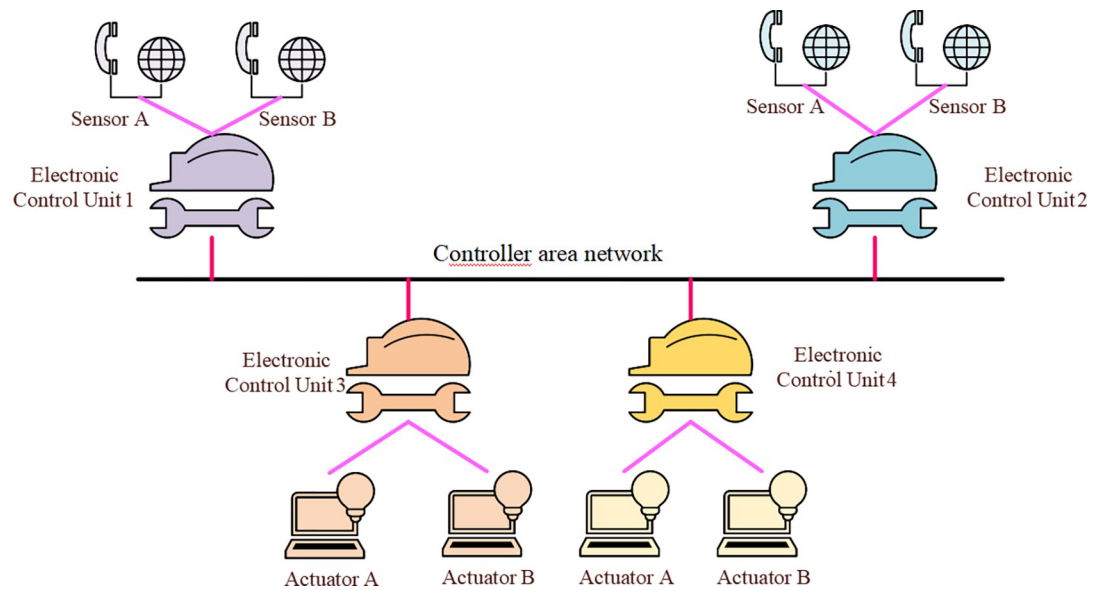 Sensor A
Sensor B
Sensor A
Sensor B
Electronic
Control Unit 1
Electronic
Control Unit 2
Controller area network
Electronic
Control Unit 3
Electronic
Control Unit 4
Actuator A
Actuator B
Actuator A
Actuator B